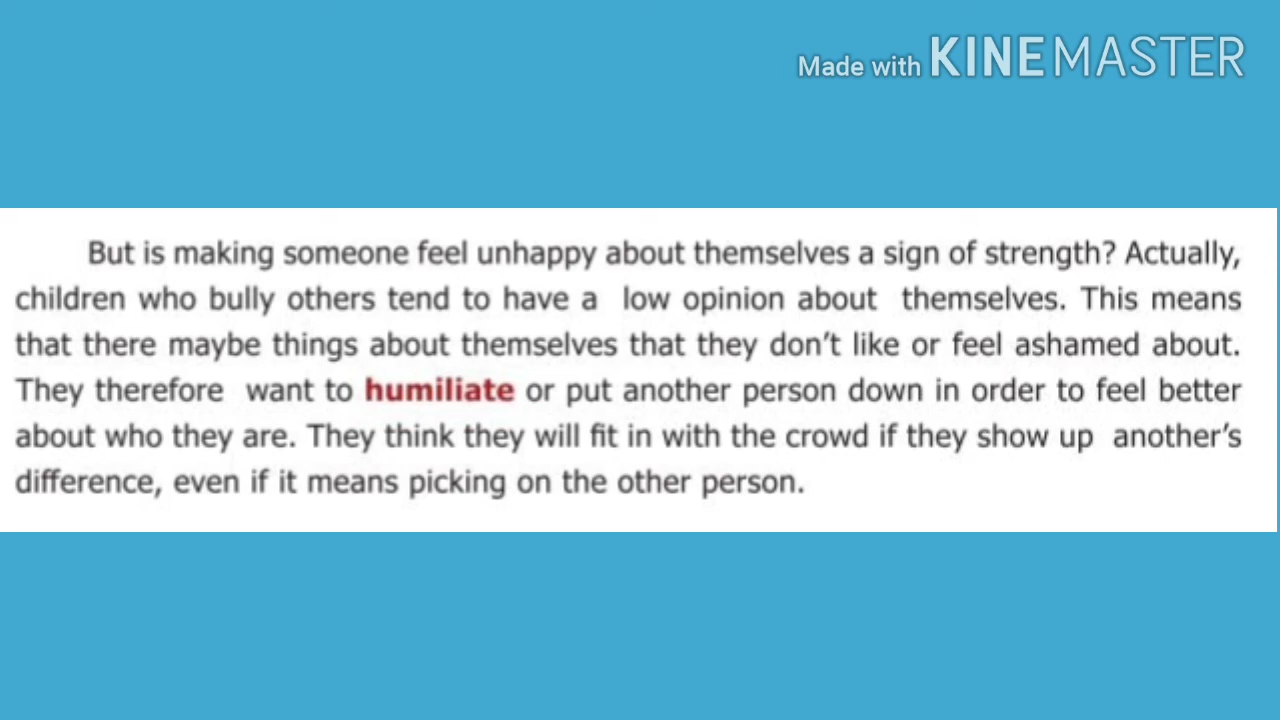 Made with KINEMASTER
But is making someone feel unhappy about themselves a sign of strength? Actually,
children who bully others tend to have a low opinion about themselves. This means
that there maybe things about themselves that they don't like or feel ashamed about.
They therefore want to humiliate or put another person down in order to feel better
about who they are. They think they will fit in with the crowd if they show up another's
difference, even if it means picking on the other person.